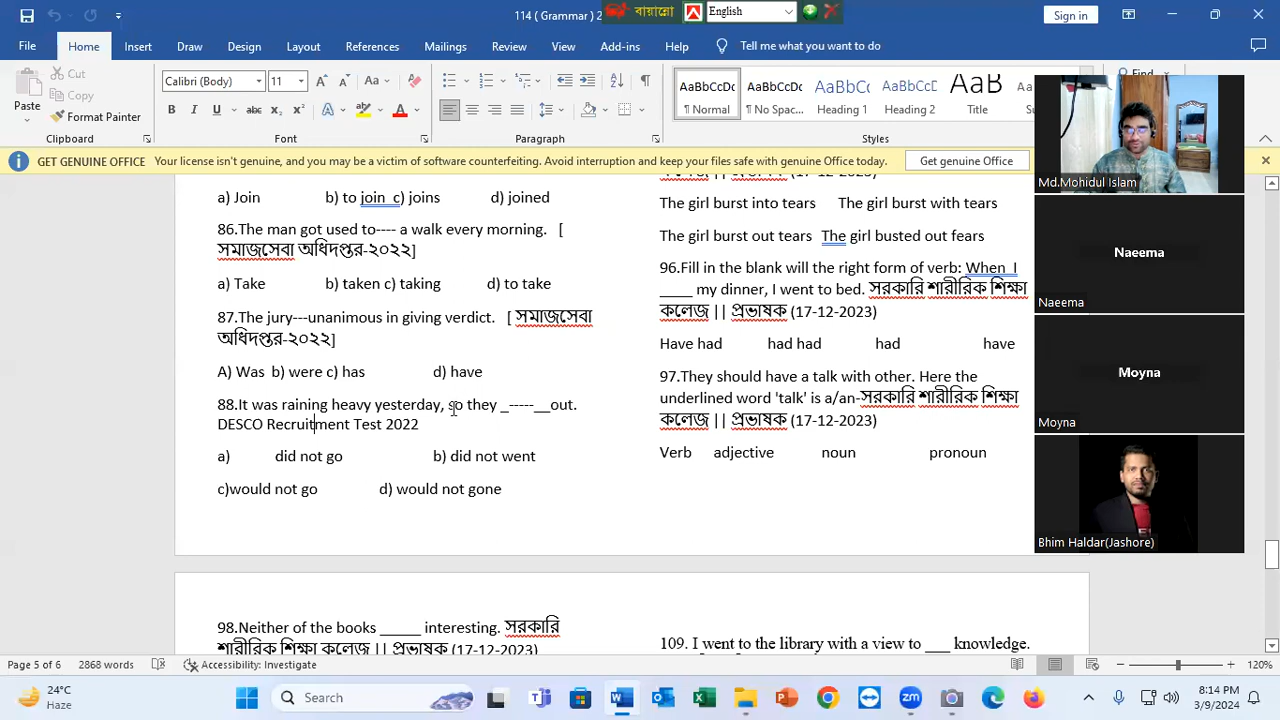 114 ( Grammar ) 2
বায়ান্নো
English
English
Sign in
File
Home
Insert
Draw
Design
Layout
References
Mailings
Review
View
Add-ins
Help
Tell me what you want to do
Paste
Cut
Copy
Format Painter
Calibri (Body)
11
Aa
B I U abc x₂ x²
AaBbCcDc AaBbCcDc AaBbCc AaBbCcD AaB
¶ Normal ¶ No Spac... Heading 1 Heading 2 Title Su
Find
Clipboard
Font
Paragraph
Styles
GET GENUINE OFFICE Your license isn't genuine, and you may be a victim of software counterfeiting. Avoid interruption and keep your files safe with genuine Office today.
Get genuine Office
a) Join b) to join c) joins d) joined
86.The man got used to---- a walk every morning. [
সমাজসেবা অধিদপ্তর-২০২২]
a) Take b) taken c) taking d) to take
87.The jury---unanimous in giving verdict. [ সমাজসেবা
অধিদপ্তর-২০২২]
A) Was b) were c) has d) have
88.It was raining heavy yesterday, so they _-----__out.
DESCO Recruitment Test 2022
a) did not go b) did not went
c)would not go d) would not gone
98.Neither of the books _____ interesting. সরকারি
শারীরিক শিক্ষা কলেজ || প্রভাষক (17-12-2023)
The girl burst into tears The girl burst with tears
The girl burst out tears The girl busted out fears
96.Fill in the blank will the right form of verb: When I
____ my dinner, I went to bed. সরকারি শারীরিক শিক্ষা
কলেজ || প্রভাষক (17-12-2023)
Have had had had had have
97.They should have a talk with other. Here the
underlined word 'talk' is a/an-সরকারি শারীরিক শিক্ষা
কলেজ || প্রভাষক (17-12-2023)
Verb adjective noun pronoun
109. I went to the library with a view to ___ knowledge.
Md.Mohidul Islam
Naeema
Naeema
Moyna
Moyna
Bhim Haldar(Jashore)
Page 5 of 6
2868 words
Accessibility: Investigate
120%
24°C
Haze
Search
8:14 PM
3/9/2024